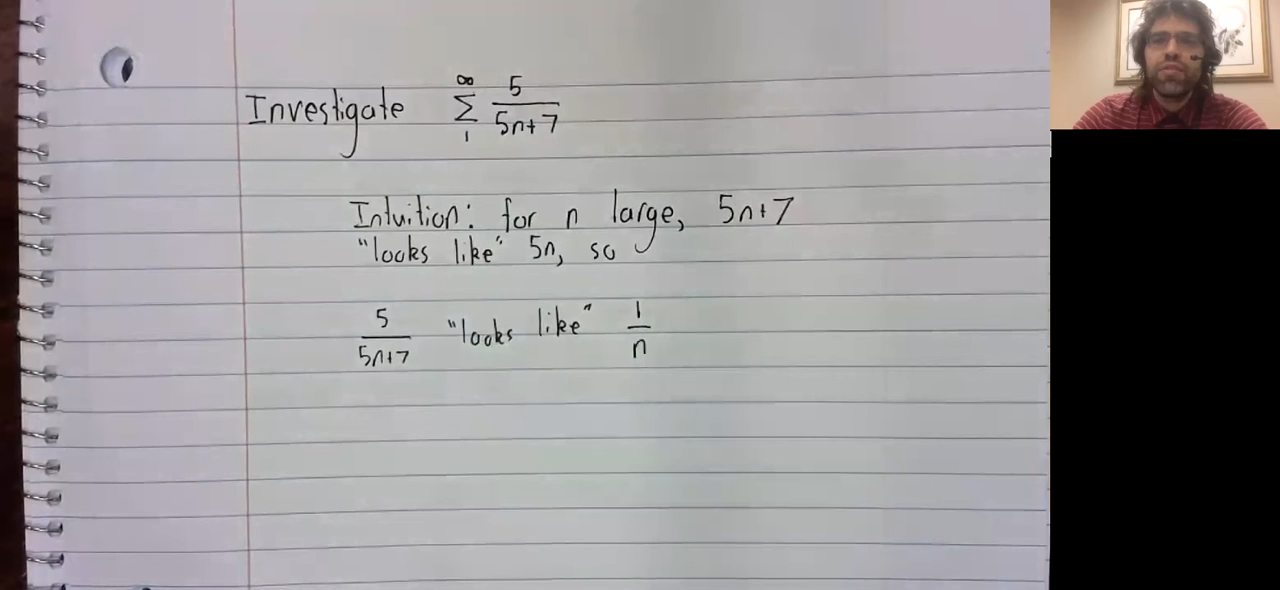 Investigate ∞ Σ 1 5/(5n+7)
Intuition: for n large, 5n+7
"looks like" 5n, so
5/(5n+7) "looks like" 1/n